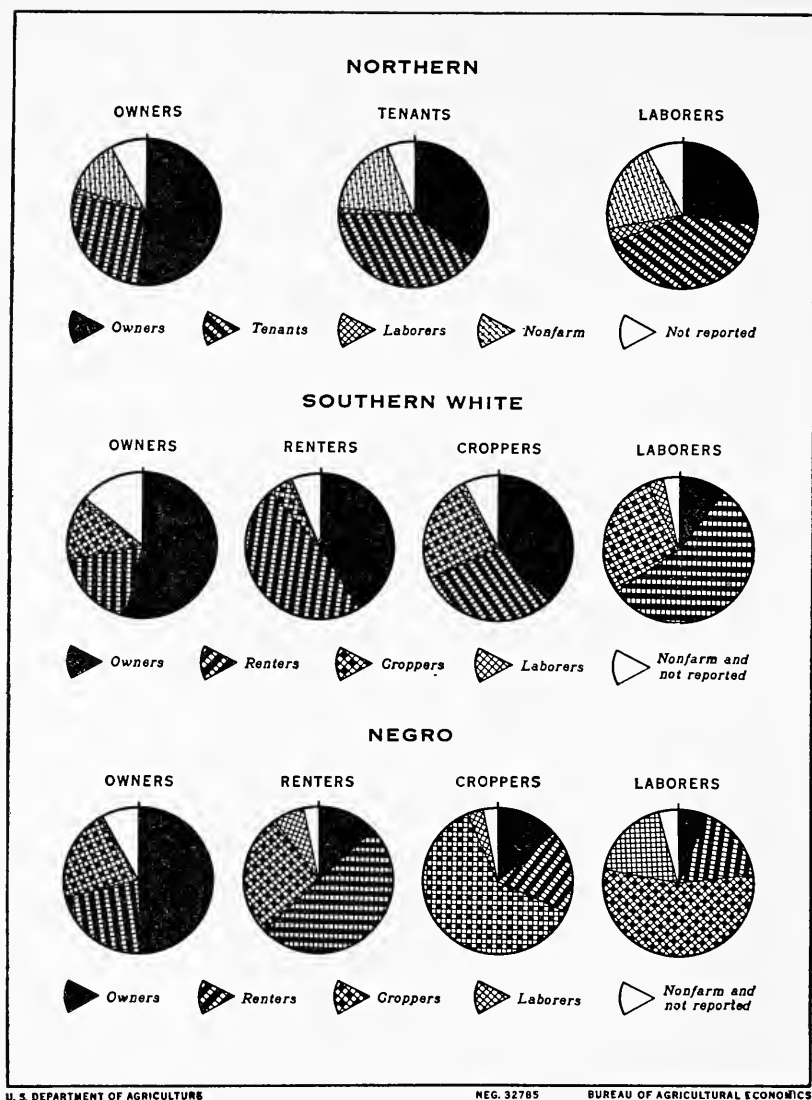 NORTHERN
OWNERS TENANTS LABORERS
Owners Tenants Laborers Nonfarm Not reported
SOUTHERN WHITE
OWNERS RENTERS CROPPERS LABORERS
Owners Renters Croppers Laborers Nonfarm and
not reported
NEGRO
OWNERS RENTERS CROPPERS LABORERS
Owners Renters Croppers Laborers Nonfarm and
not reported
U. S. DEPARTMENT OF AGRICULTURE NEG. 32785 BUREAU OF AGRICULTURAL ECONOMICS